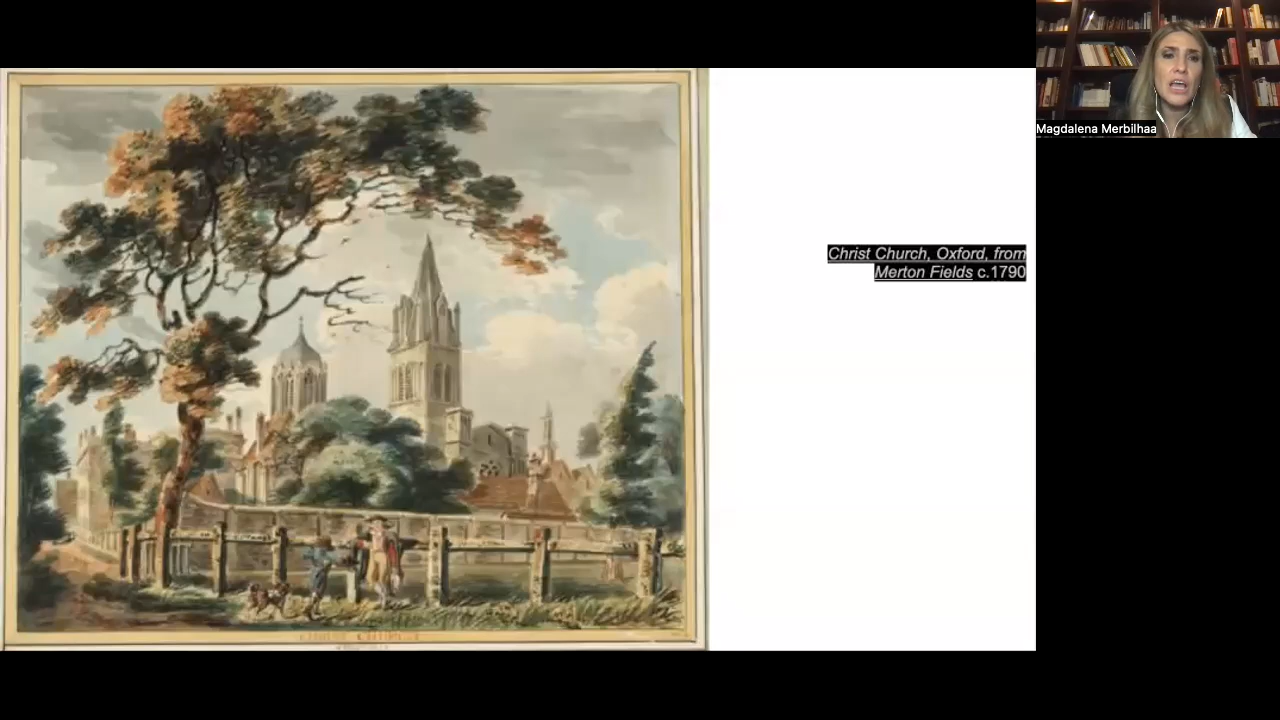 Magdalena Merbilhaa
Christ Church, Oxford, from
Merton Fields c.1790